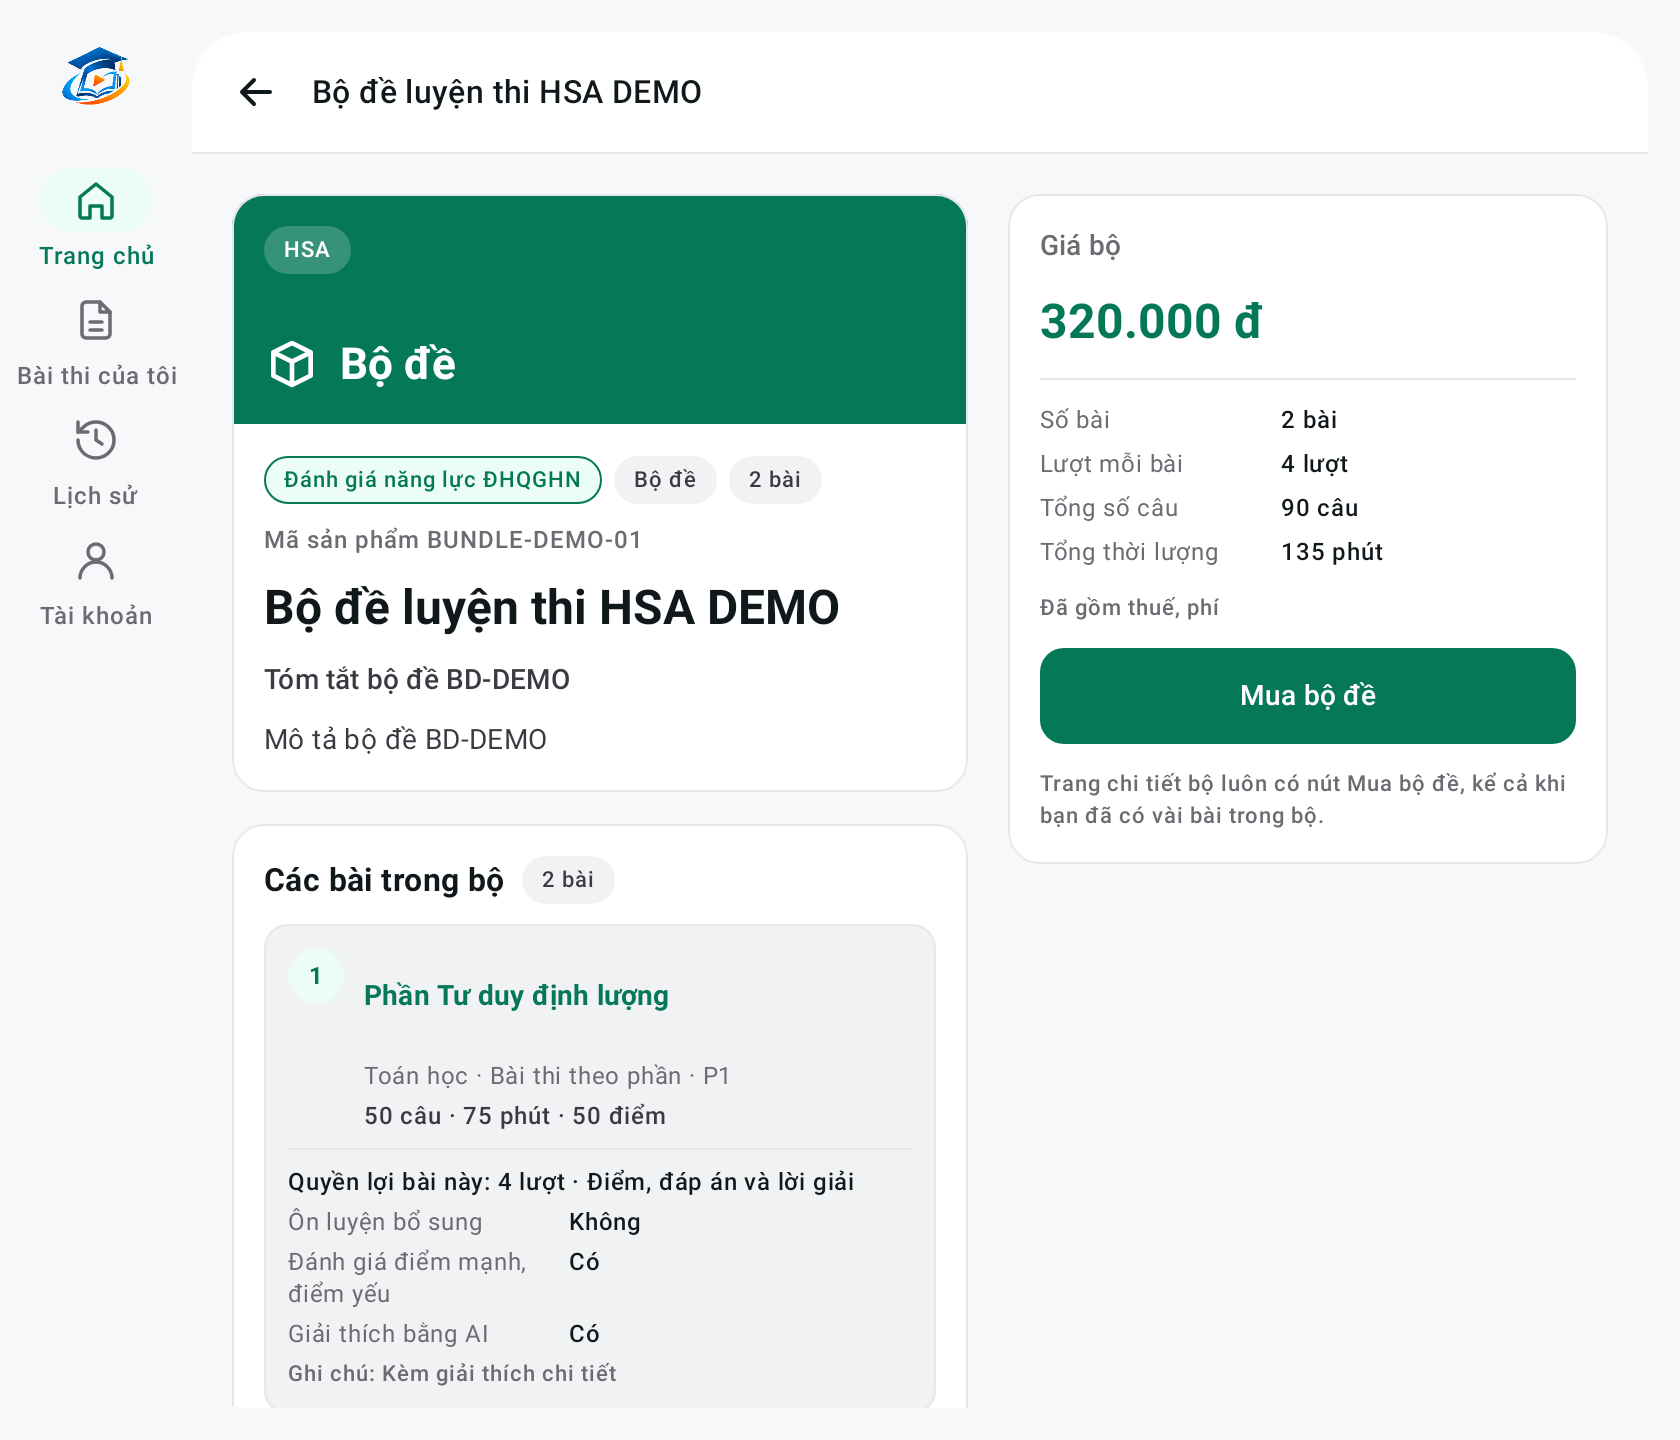 Bộ đề luyện thi HSA DEMO
Trang chủ
Bài thi của tôi
Lịch sử
Tài khoản
HSA
Bộ đề
Đánh giá năng lực ĐHQGHN
Bộ đề
2 bài
Mã sản phẩm BUNDLE-DEMO-01
Bộ đề luyện thi HSA DEMO
Tóm tắt bộ đề BD-DEMO
Mô tả bộ đề BD-DEMO
Các bài trong bộ
2 bài
1
Phần Tư duy định lượng
Toán học · Bài thi theo phần · P1
50 câu · 75 phút · 50 điểm
Quyền lợi bài này: 4 lượt · Điểm, đáp án và lời giải
Ôn luyện bổ sung Không
Đánh giá điểm mạnh, Có
điểm yếu
Giải thích bằng AI Có
Ghi chú: Kèm giải thích chi tiết
Giá bộ
320.000 đ
Số bài 2 bài
Lượt mỗi bài 4 lượt
Tổng số câu 90 câu
Tổng thời lượng 135 phút
Đã gồm thuế, phí
Mua bộ đề
Trang chi tiết bộ luôn có nút Mua bộ đề, kể cả khi
bạn đã có vài bài trong bộ.